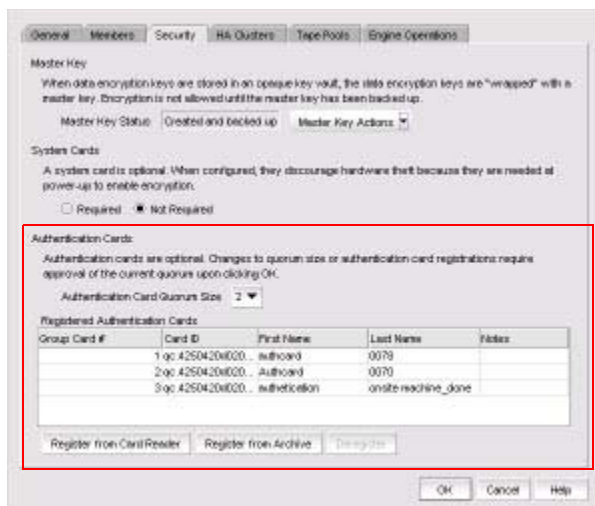 General Members Security HA Clusters Tape Pools Engine Operations
Master Key
When data encryption keys are stored in an opaque key vault, the data encryption keys are "wrapped" with a
master key. Encryption is not allowed until the master key has been backed up.
Master Key Status Created and backed up Master Key Actions
System Cards
A system card is optional. When configured, they discourage hardware theft because they are needed at
power-up to enable encryption.
Required Not Required
Authentication Cards
Authentication cards are optional. Changes to quorum size or authentication card registrations require
approval of the current quorum upon clicking OK.
Authentication Card Quorum Size 2
Registered Authentication Cards
Group Card # Card ID First Name Last Name Notes
1 authcard
2 Authcard
3 onsite machine_done
Register from Card Reader Register from Archive Deregister
OK Cancel Help